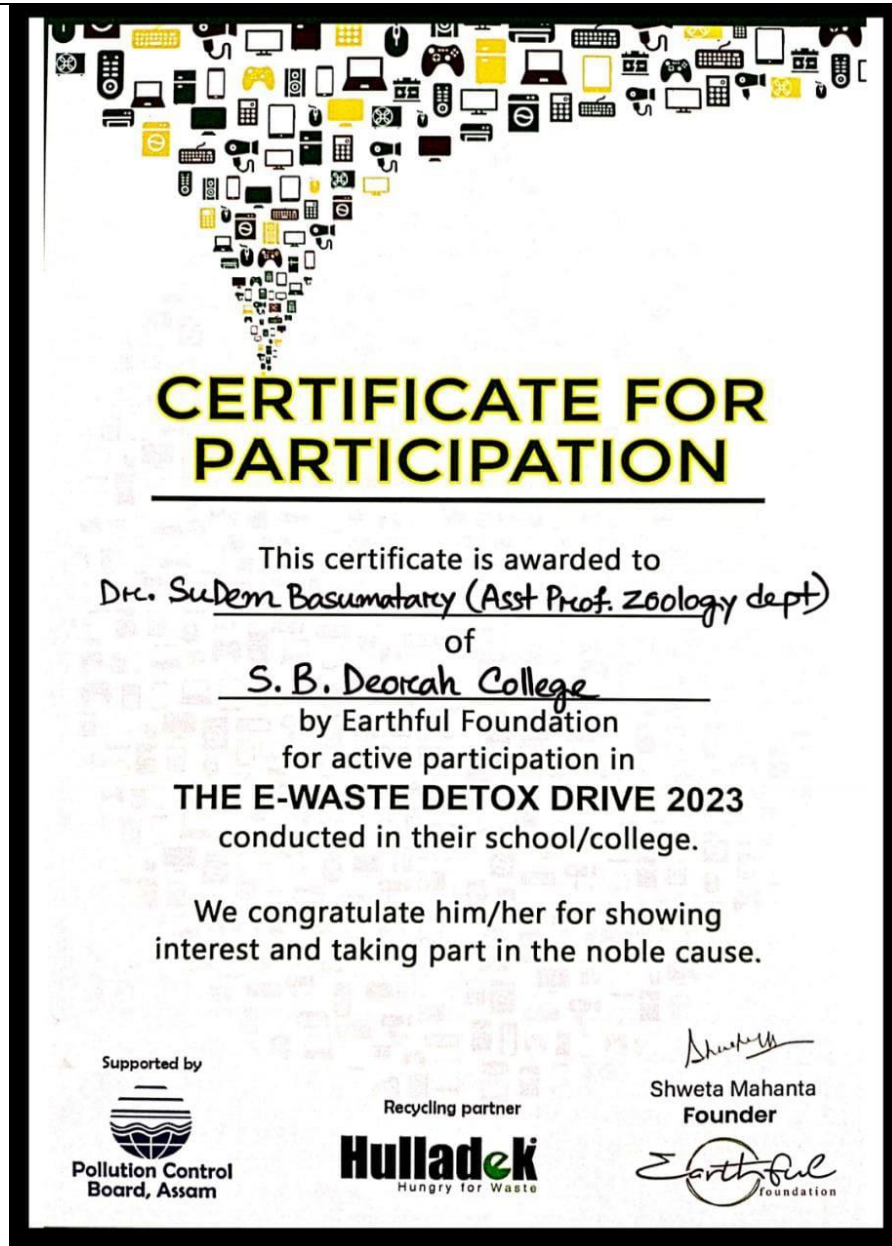 CERTIFICATE FOR
PARTICIPATION
This certificate is awarded to
Dr. SuDem Basumatary (Asst Prof. Zoology dept)
of
S. B. Deorah College
by Earthful Foundation
for active participation in
THE E-WASTE DETOX DRIVE 2023
conducted in their school/college.
We congratulate him/her for showing
interest and taking part in the noble cause.
Supported by
Pollution Control
Board, Assam
Recycling partner
Hulladek
Hungry for Waste
Shweta Mahanta
Founder
Earthful
foundation